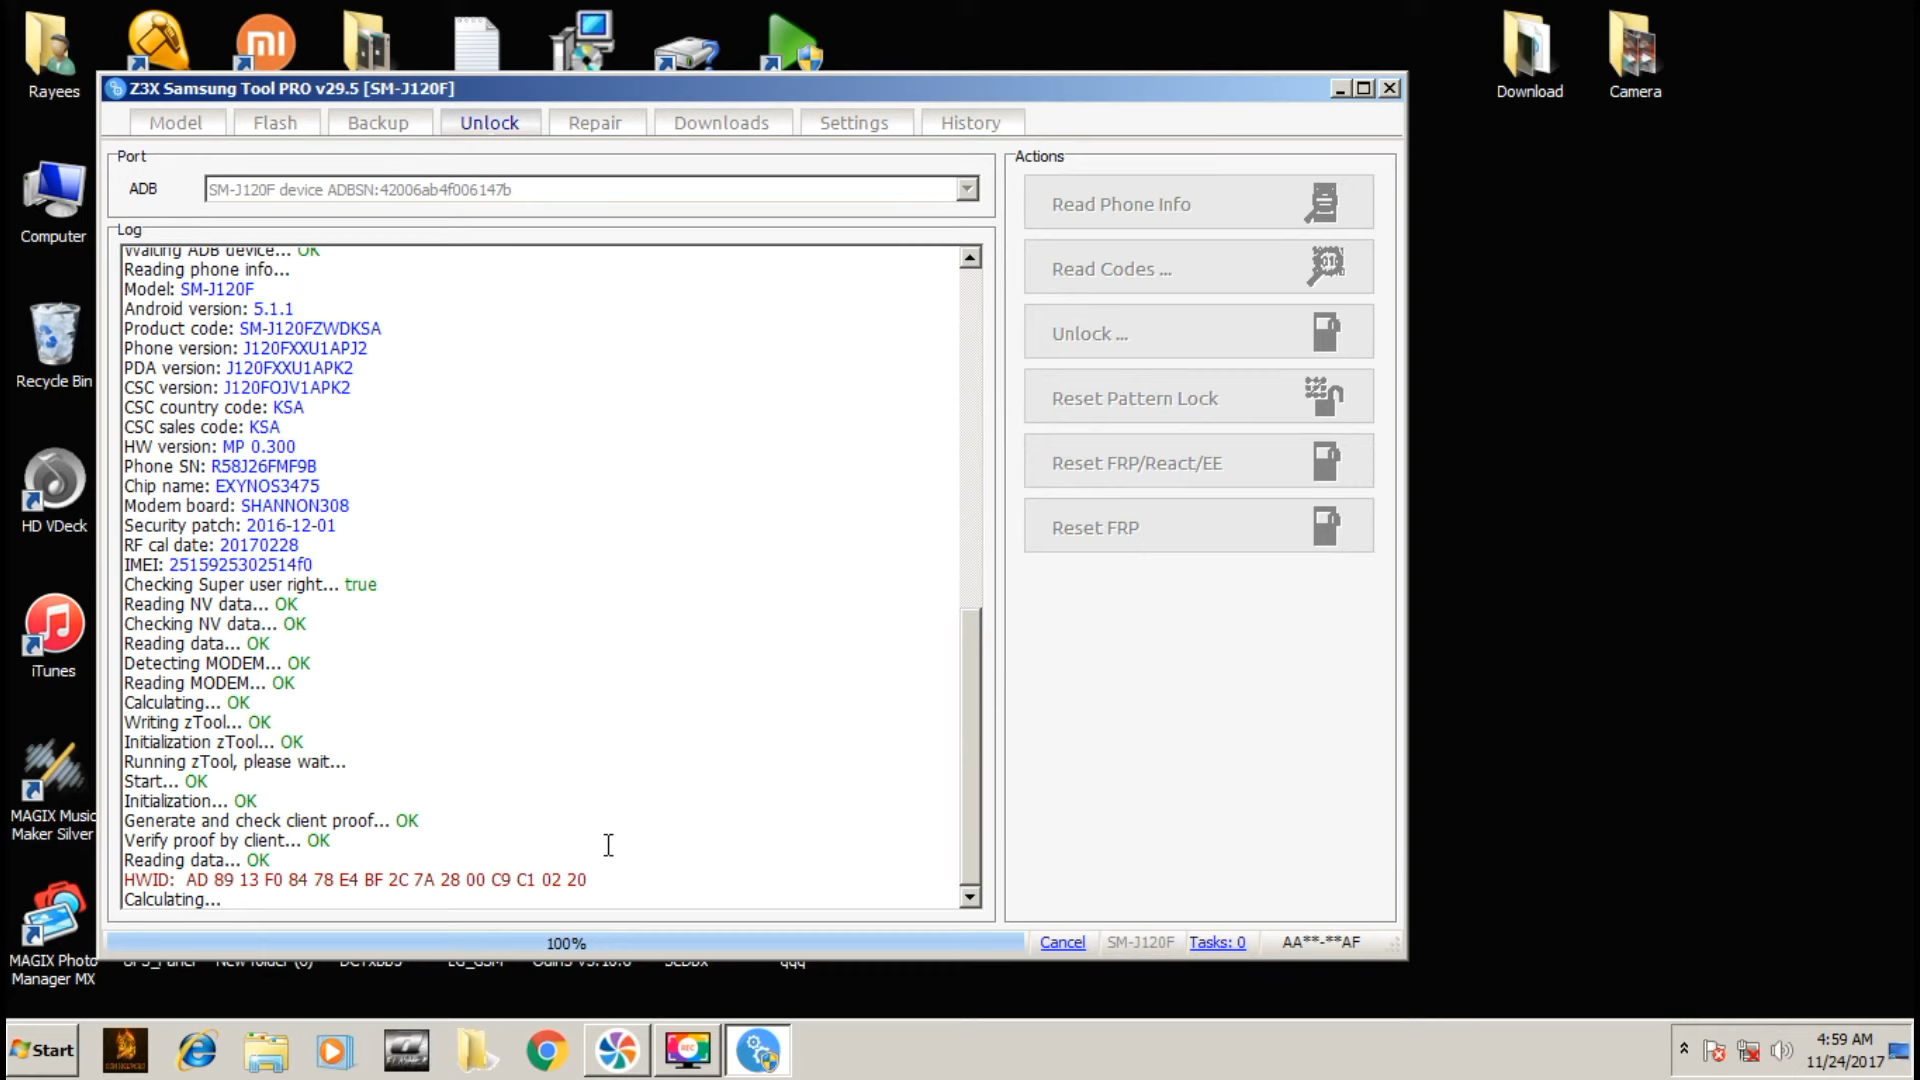 Rayees
Download
Camera
Z3X Samsung Tool PRO v29.5 [SM-J120F]
Model
Flash
Backup
Unlock
Repair
Downloads
Settings
History
Port
ADB
SM-J120F device ADBSN:42006ab4f006147b
Log
Waiting ADB device... OK
Reading phone info...
Model: SM-J120F
Android version: 5.1.1
Product code: SM-J120FZWDKSA
Phone version: J120FXXU1APJ2
PDA version: J120FXXU1APK2
CSC version: J120FOJV1APK2
CSC country code: KSA
CSC sales code: KSA
HW version: MP 0.300
Phone SN: R58J26FMF9B
Chip name: EXYNOS3475
Modem board: SHANNON308
Security patch: 2016-12-01
RF cal date: 20170228
IMEI: 2515925302514f0
Checking Super user right... true
Reading NV data... OK
Checking NV data... OK
Reading data... OK
Detecting MODEM... OK
Reading MODEM... OK
Calculating... OK
Writing zTool... OK
Initialization zTool... OK
Running zTool, please wait...
Start... OK
Initialization... OK
Generate and check client proof... OK
Verify proof by client... OK
Reading data... OK
HWID: AD 89 13 F0 84 78 E4 BF 2C 7A 28 00 C9 C1 02 20
Calculating...
Actions
Read Phone Info
Read Codes ...
Unlock ...
Reset Pattern Lock
Reset FRP/React/EE
Reset FRP
100%
Cancel
SM-J120F
Tasks: 0
AA**-**AF
Computer
Recycle Bin
HD VDeck
iTunes
MAGIX Music
Maker Silver
MAGIX Photo
Manager MX
New folder (6)
LG_GSM
qqq
Start
REC
4:59 AM
11/24/2017